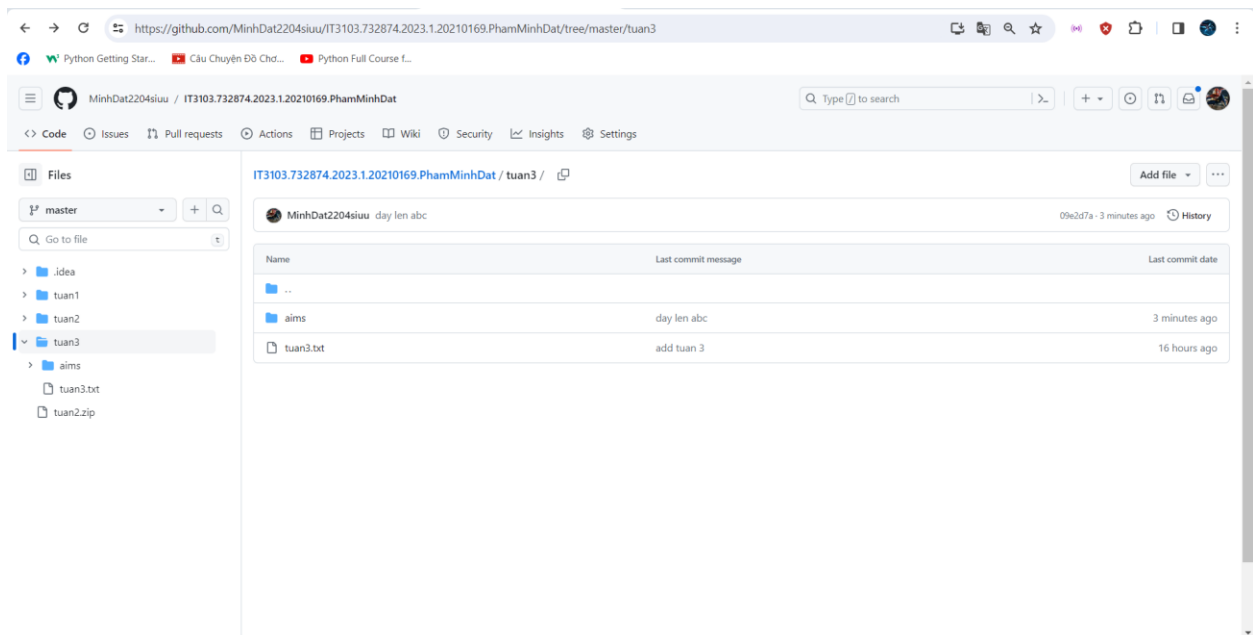 https://github.com/MinhDat2204siuu/IT3103.732874.2023.1.20210169.PhamMinhDat/tree/master/tuan3
Python Getting Star... Câu Chuyện Đồ Chơ... Python Full Course f...
MinhDat2204siuu / IT3103.732874.2023.1.20210169.PhamMinhDat
Type / to search
<> Code Issues Pull requests Actions Projects Wiki Security Insights Settings
Files
IT3103.732874.2023.1.20210169.PhamMinhDat / tuan3 /
Add file
master
MinhDat2204siuu day len abc
09e2d7a · 3 minutes ago History
Go to file t
Name Last commit message Last commit date
.idea
..
tuan1
aims day len abc 3 minutes ago
tuan2
tuan3
tuan3.txt add tuan 3 16 hours ago
aims
tuan3.txt
tuan2.zip